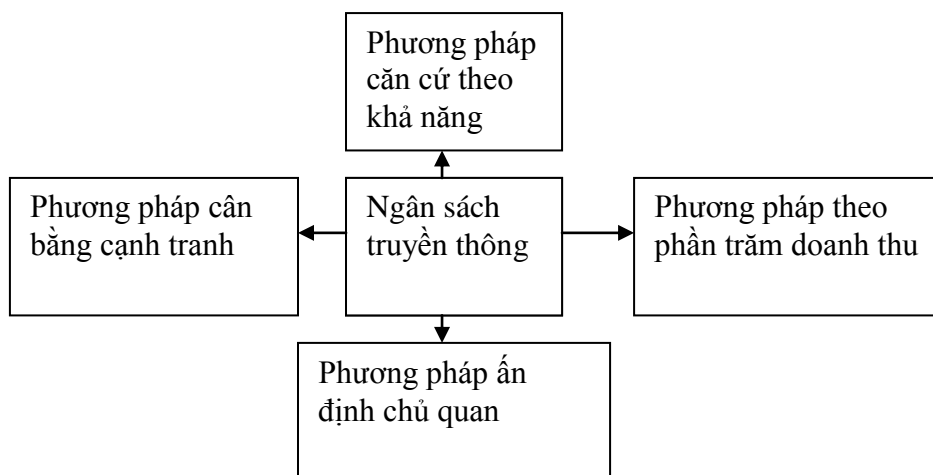 Phương pháp
căn cứ theo
khả năng
Phương pháp cân
bằng cạnh tranh
Ngân sách
truyền thông
Phương pháp theo
phần trăm doanh thu
Phương pháp ấn
định chủ quan